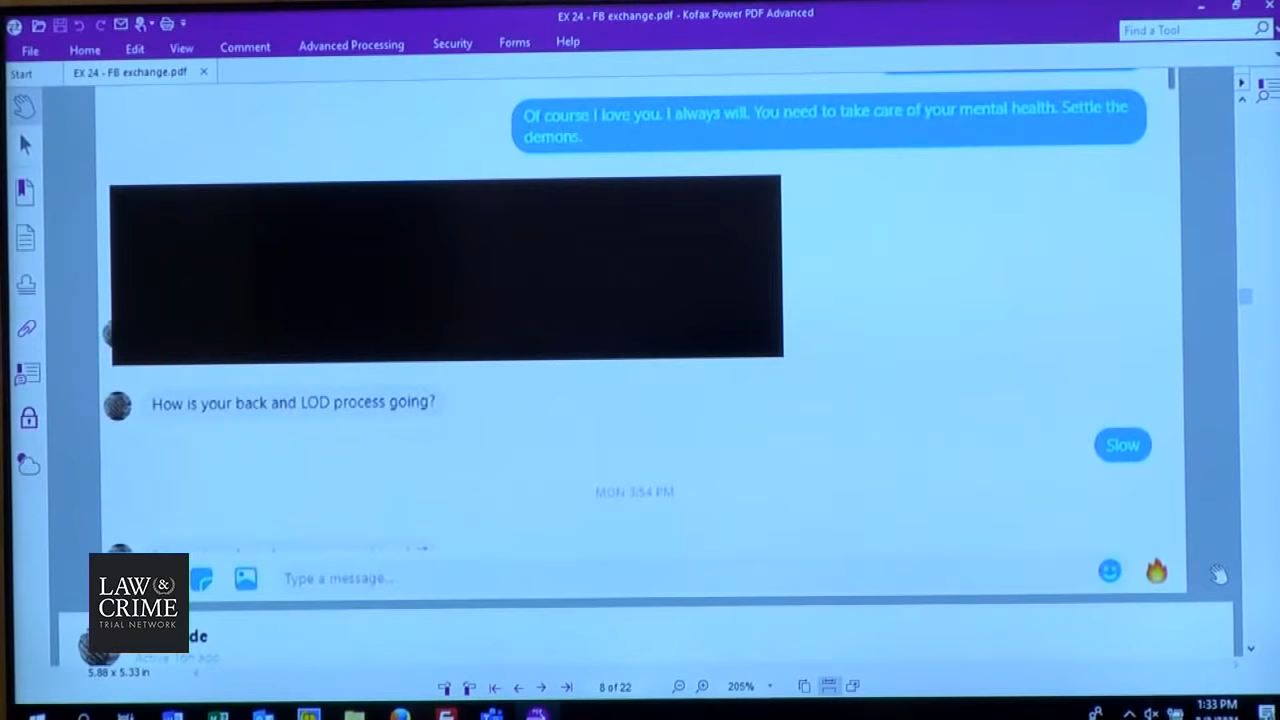 EX 24 - FB exchange.pdf - Kofax Power PDF Advanced
Find a Tool
File Home Edit View Comment Advanced Processing Security Forms Help
Start EX 24 - FB exchange.pdf
Of course I love you. I always will. You need to take care of your mental health. Settle the
demons.
How is your back and LOD process going?
Slow
MON 3:54 PM
Type a message...
LAW &
CRIME
TRIAL NETWORK
de
5.88 x 5.33 in
8 of 22
205%
1:33 PM